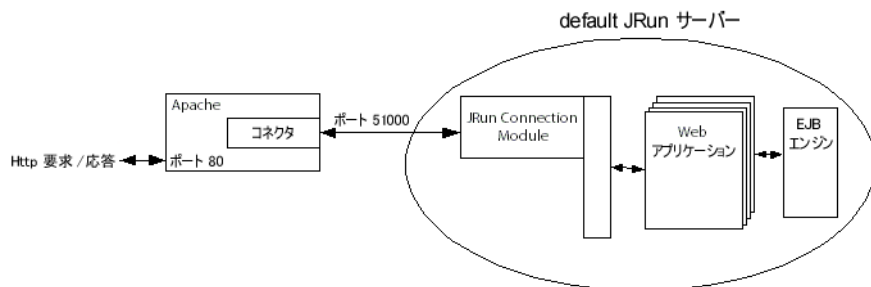 default JRun サーバー
Apache
コネクタ
ポート 51000
JRun Connection
Module
Web
アプリケーション
EJB
エンジン
Http 要求 / 応答
ポート 80